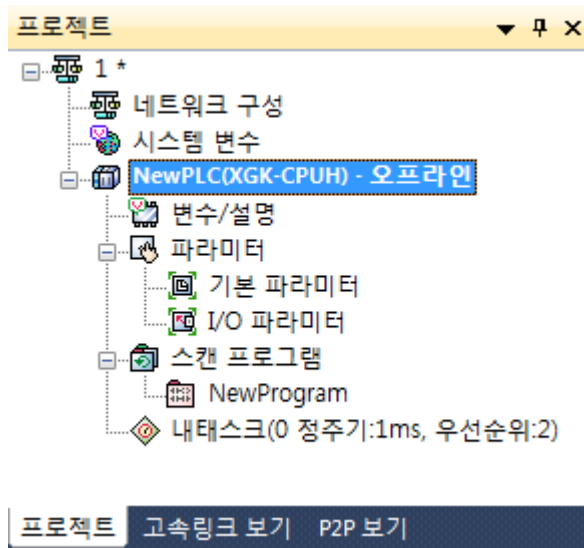 프로젝트
1 *
네트워크 구성
시스템 변수
NewPLC(XGK-CPUH) - 오프라인
변수/설명
파라미터
기본 파라미터
I/O 파라미터
스캔 프로그램
NewProgram
내태스크(0 정주기:1ms, 우선순위:2)
프로젝트 고속링크 보기 P2P 보기